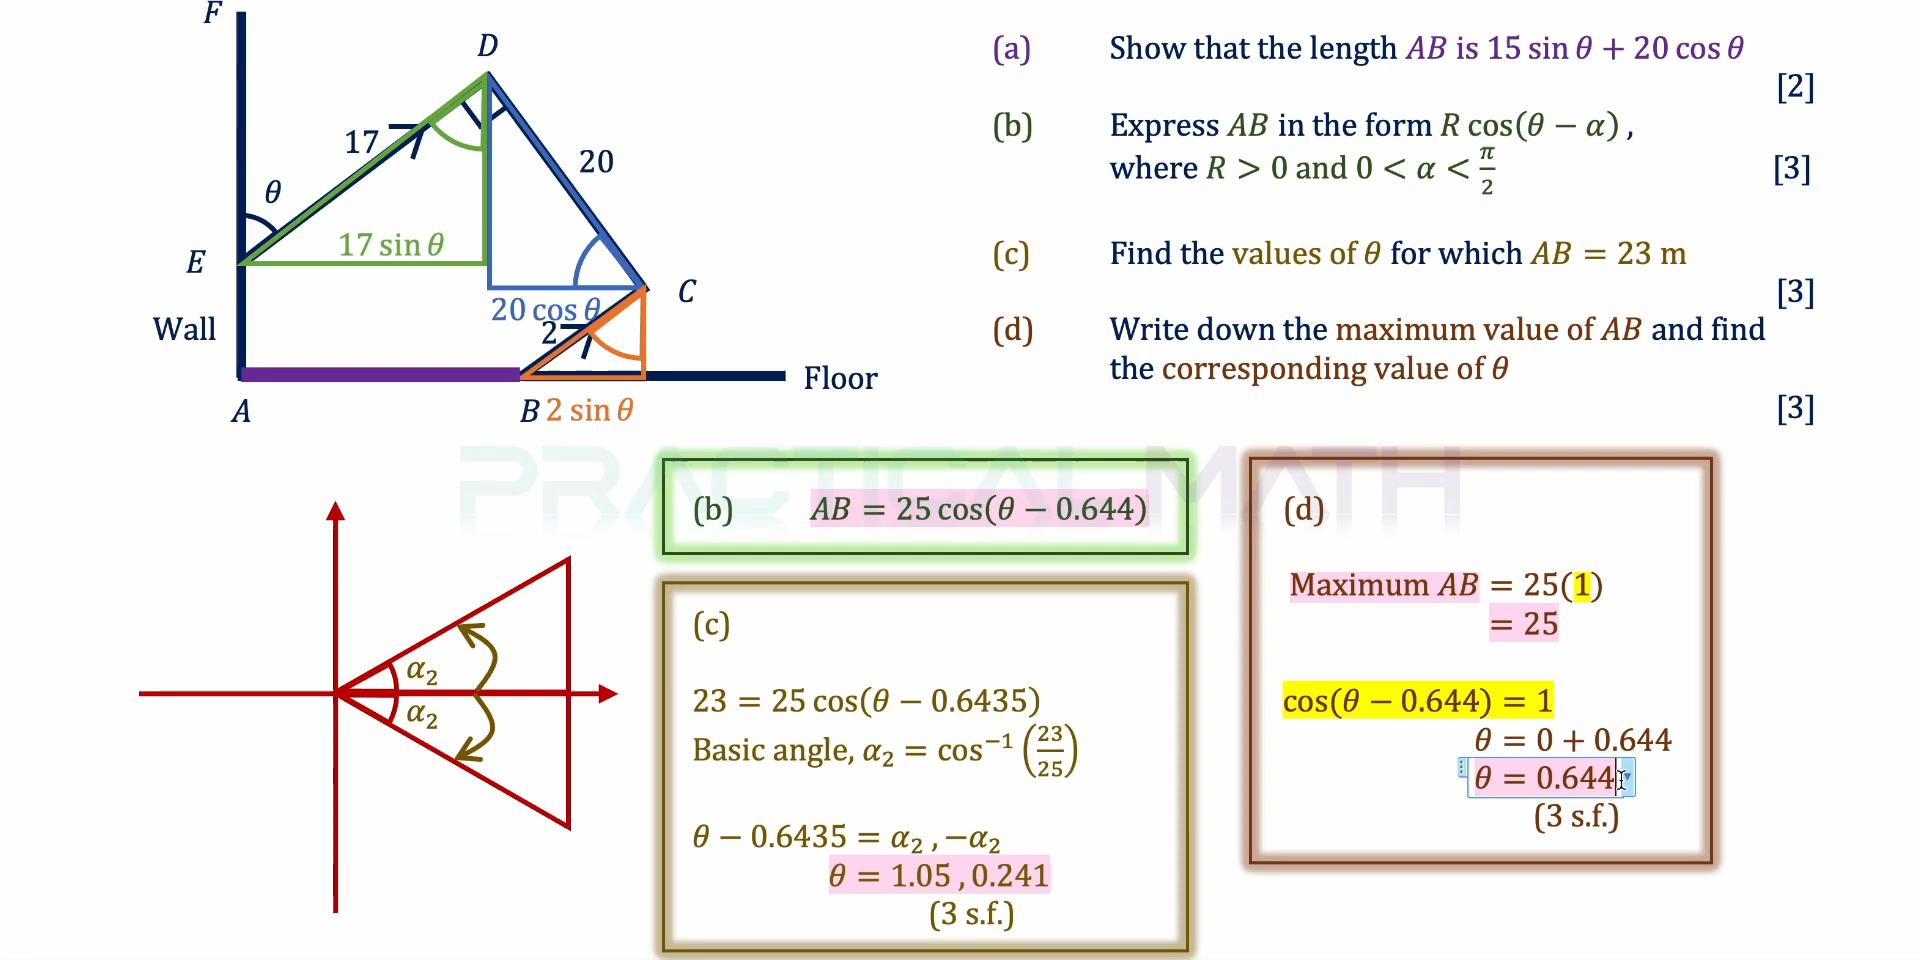 F
D
17
20
θ
17 sin θ
E
C
20 cos θ
2
Wall
Floor
A
B
2 sin θ
(a) Show that the length AB is 15 sin θ + 20 cos θ
[2]
(b) Express AB in the form R cos(θ − α) ,
where R > 0 and 0 < α < π/2 [3]
(c) Find the values of θ for which AB = 23 m
[3]
(d) Write down the maximum value of AB and find
the corresponding value of θ
[3]
PRACTICAL MATH
α₂
α₂
(b) AB = 25 cos(θ − 0.644)
(c)
23 = 25 cos(θ − 0.6435)
Basic angle, α₂ = cos⁻¹ (23/25)
θ − 0.6435 = α₂ , −α₂
θ = 1.05 , 0.241
(3 s.f.)
(d)
Maximum AB = 25(1)
= 25
cos(θ − 0.644) = 1
θ = 0 + 0.644
θ = 0.644
(3 s.f.)